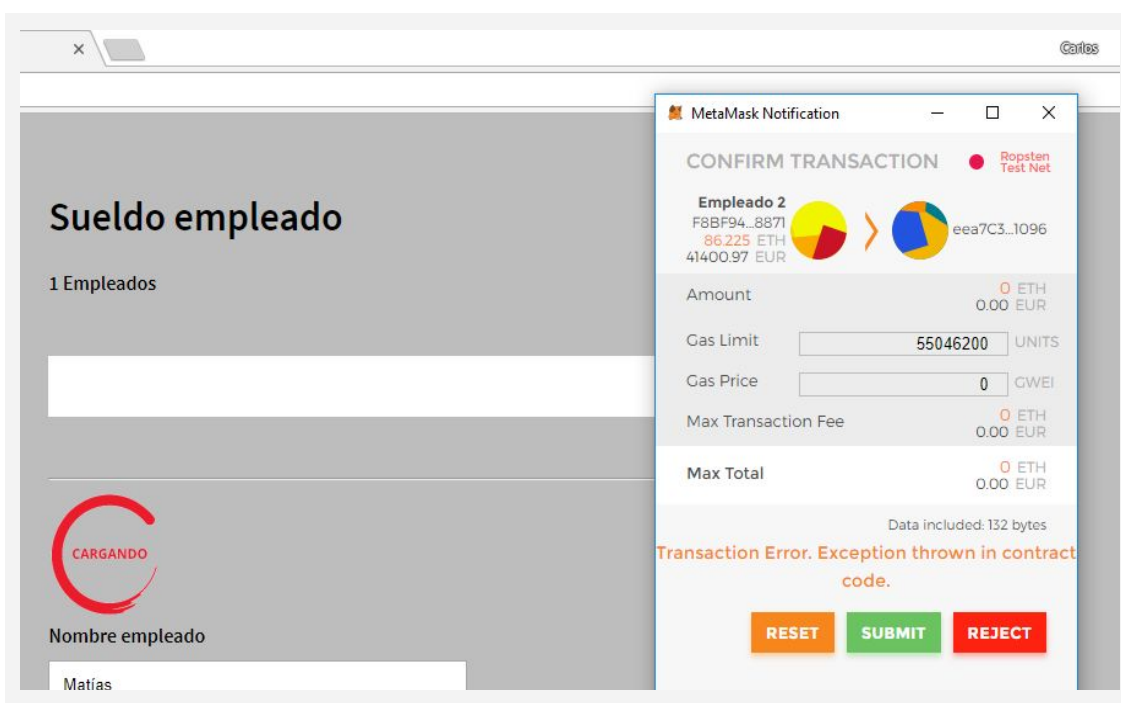 Carlos
MetaMask Notification
CONFIRM TRANSACTION
Ropsten
Test Net
Sueldo empleado
Empleado 2
F8BF94...8871
86.225 ETH
41400.97 EUR
eea7C3...1096
1 Empleados
Amount
0 ETH
0.00 EUR
Gas Limit
55046200 UNITS
Gas Price
0 GWEI
Max Transaction Fee
0 ETH
0.00 EUR
Max Total
0 ETH
0.00 EUR
Data included: 132 bytes
Transaction Error. Exception thrown in contract
code.
RESET
SUBMIT
REJECT
CARGANDO
Nombre empleado
Matías